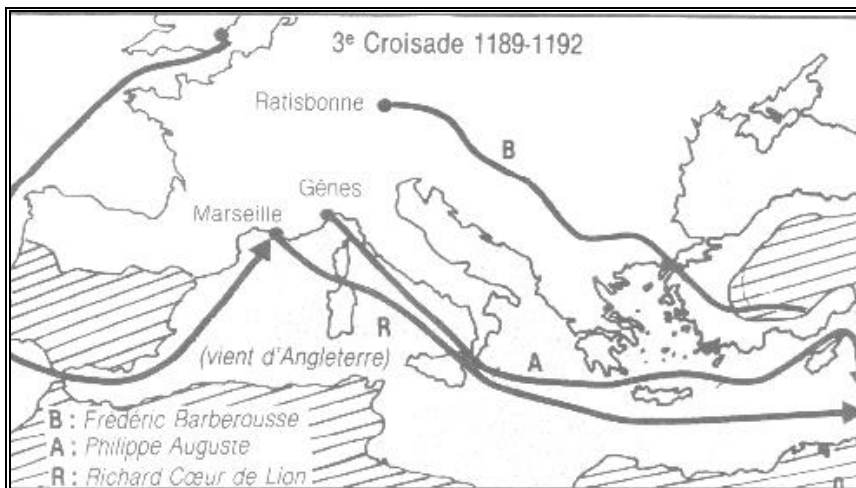 3e Croisade 1189-1192
Ratisbonne
B
Gênes
Marseille
R
(vient d'Angleterre)
A
B : Frédéric Barberousse
A : Philippe Auguste
R : Richard Cœur de Lion